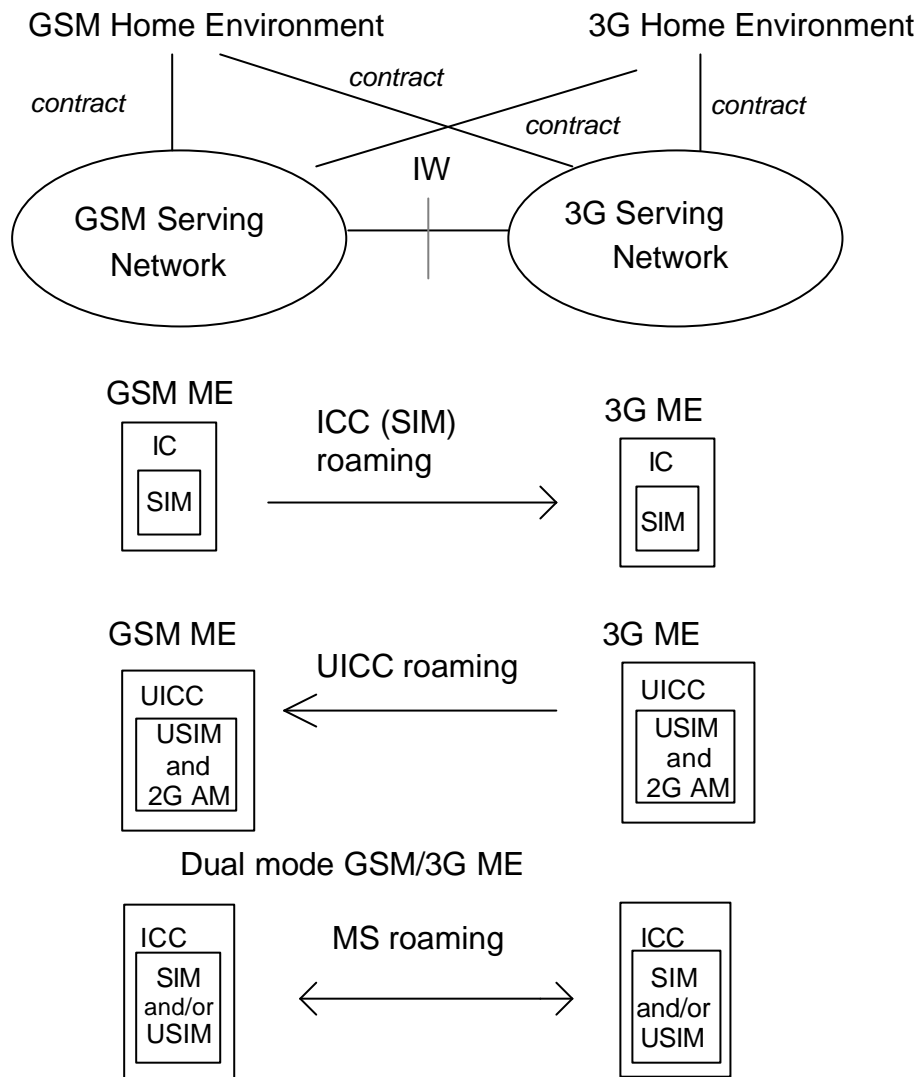 GSM Home Environment
3G Home Environment
contract
contract
contract
contract
IW
GSM Serving
Network
3G Serving
Network
GSM ME
IC
SIM
ICC (SIM)
roaming
3G ME
IC
SIM
GSM ME
UICC
USIM
and
2G AM
UICC roaming
3G ME
UICC
USIM
and
2G AM
Dual mode GSM/3G ME
ICC
SIM
and/or
USIM
MS roaming
ICC
SIM
and/or
USIM